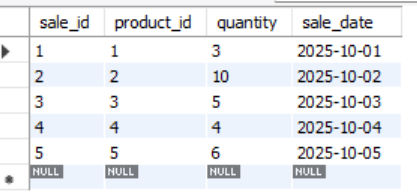 sale_id product_id quantity sale_date
1 1 3 2025-10-01
2 2 10 2025-10-02
3 3 5 2025-10-03
4 4 4 2025-10-04
5 5 6 2025-10-05
NULL NULL NULL NULL